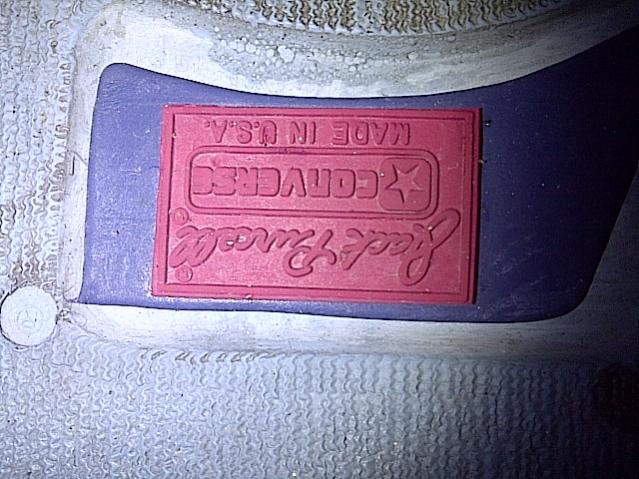 Jack Purcell®
CONVERSE®
MADE IN U.S.A.